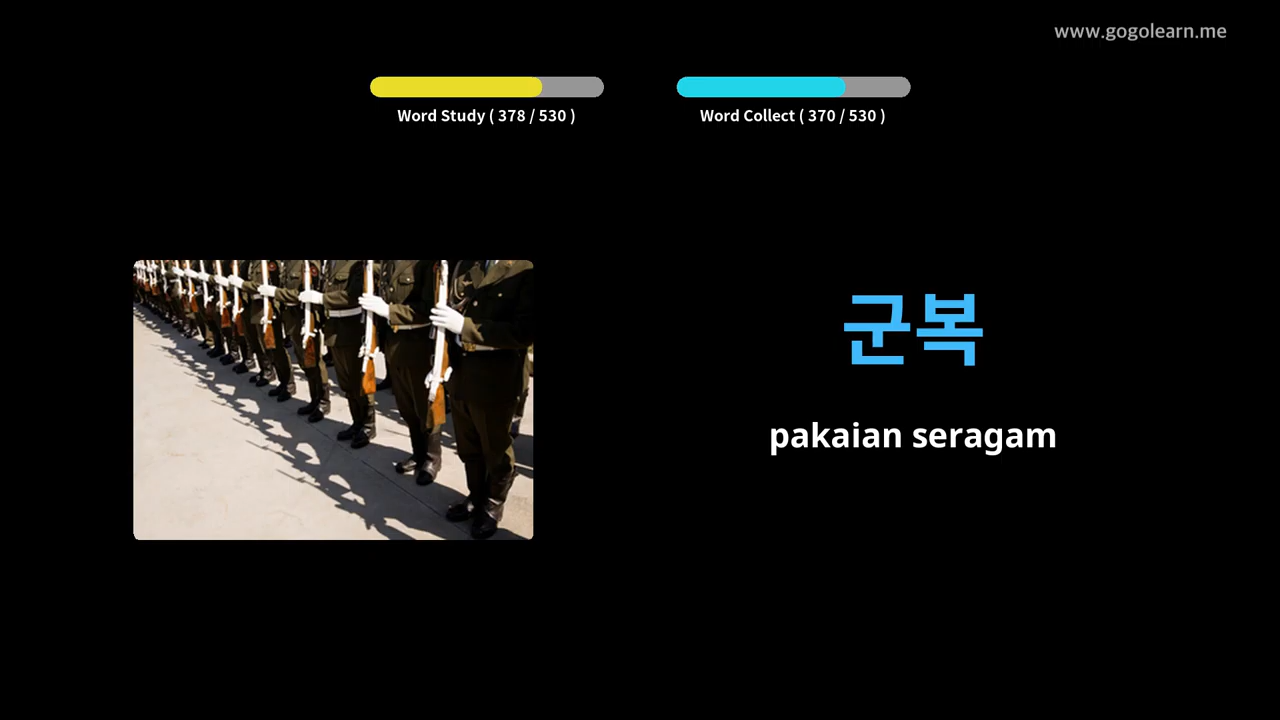 www.gogolearn.me
Word Study ( 378 / 530 )
Word Collect ( 370 / 530 )
군복
pakaian seragam